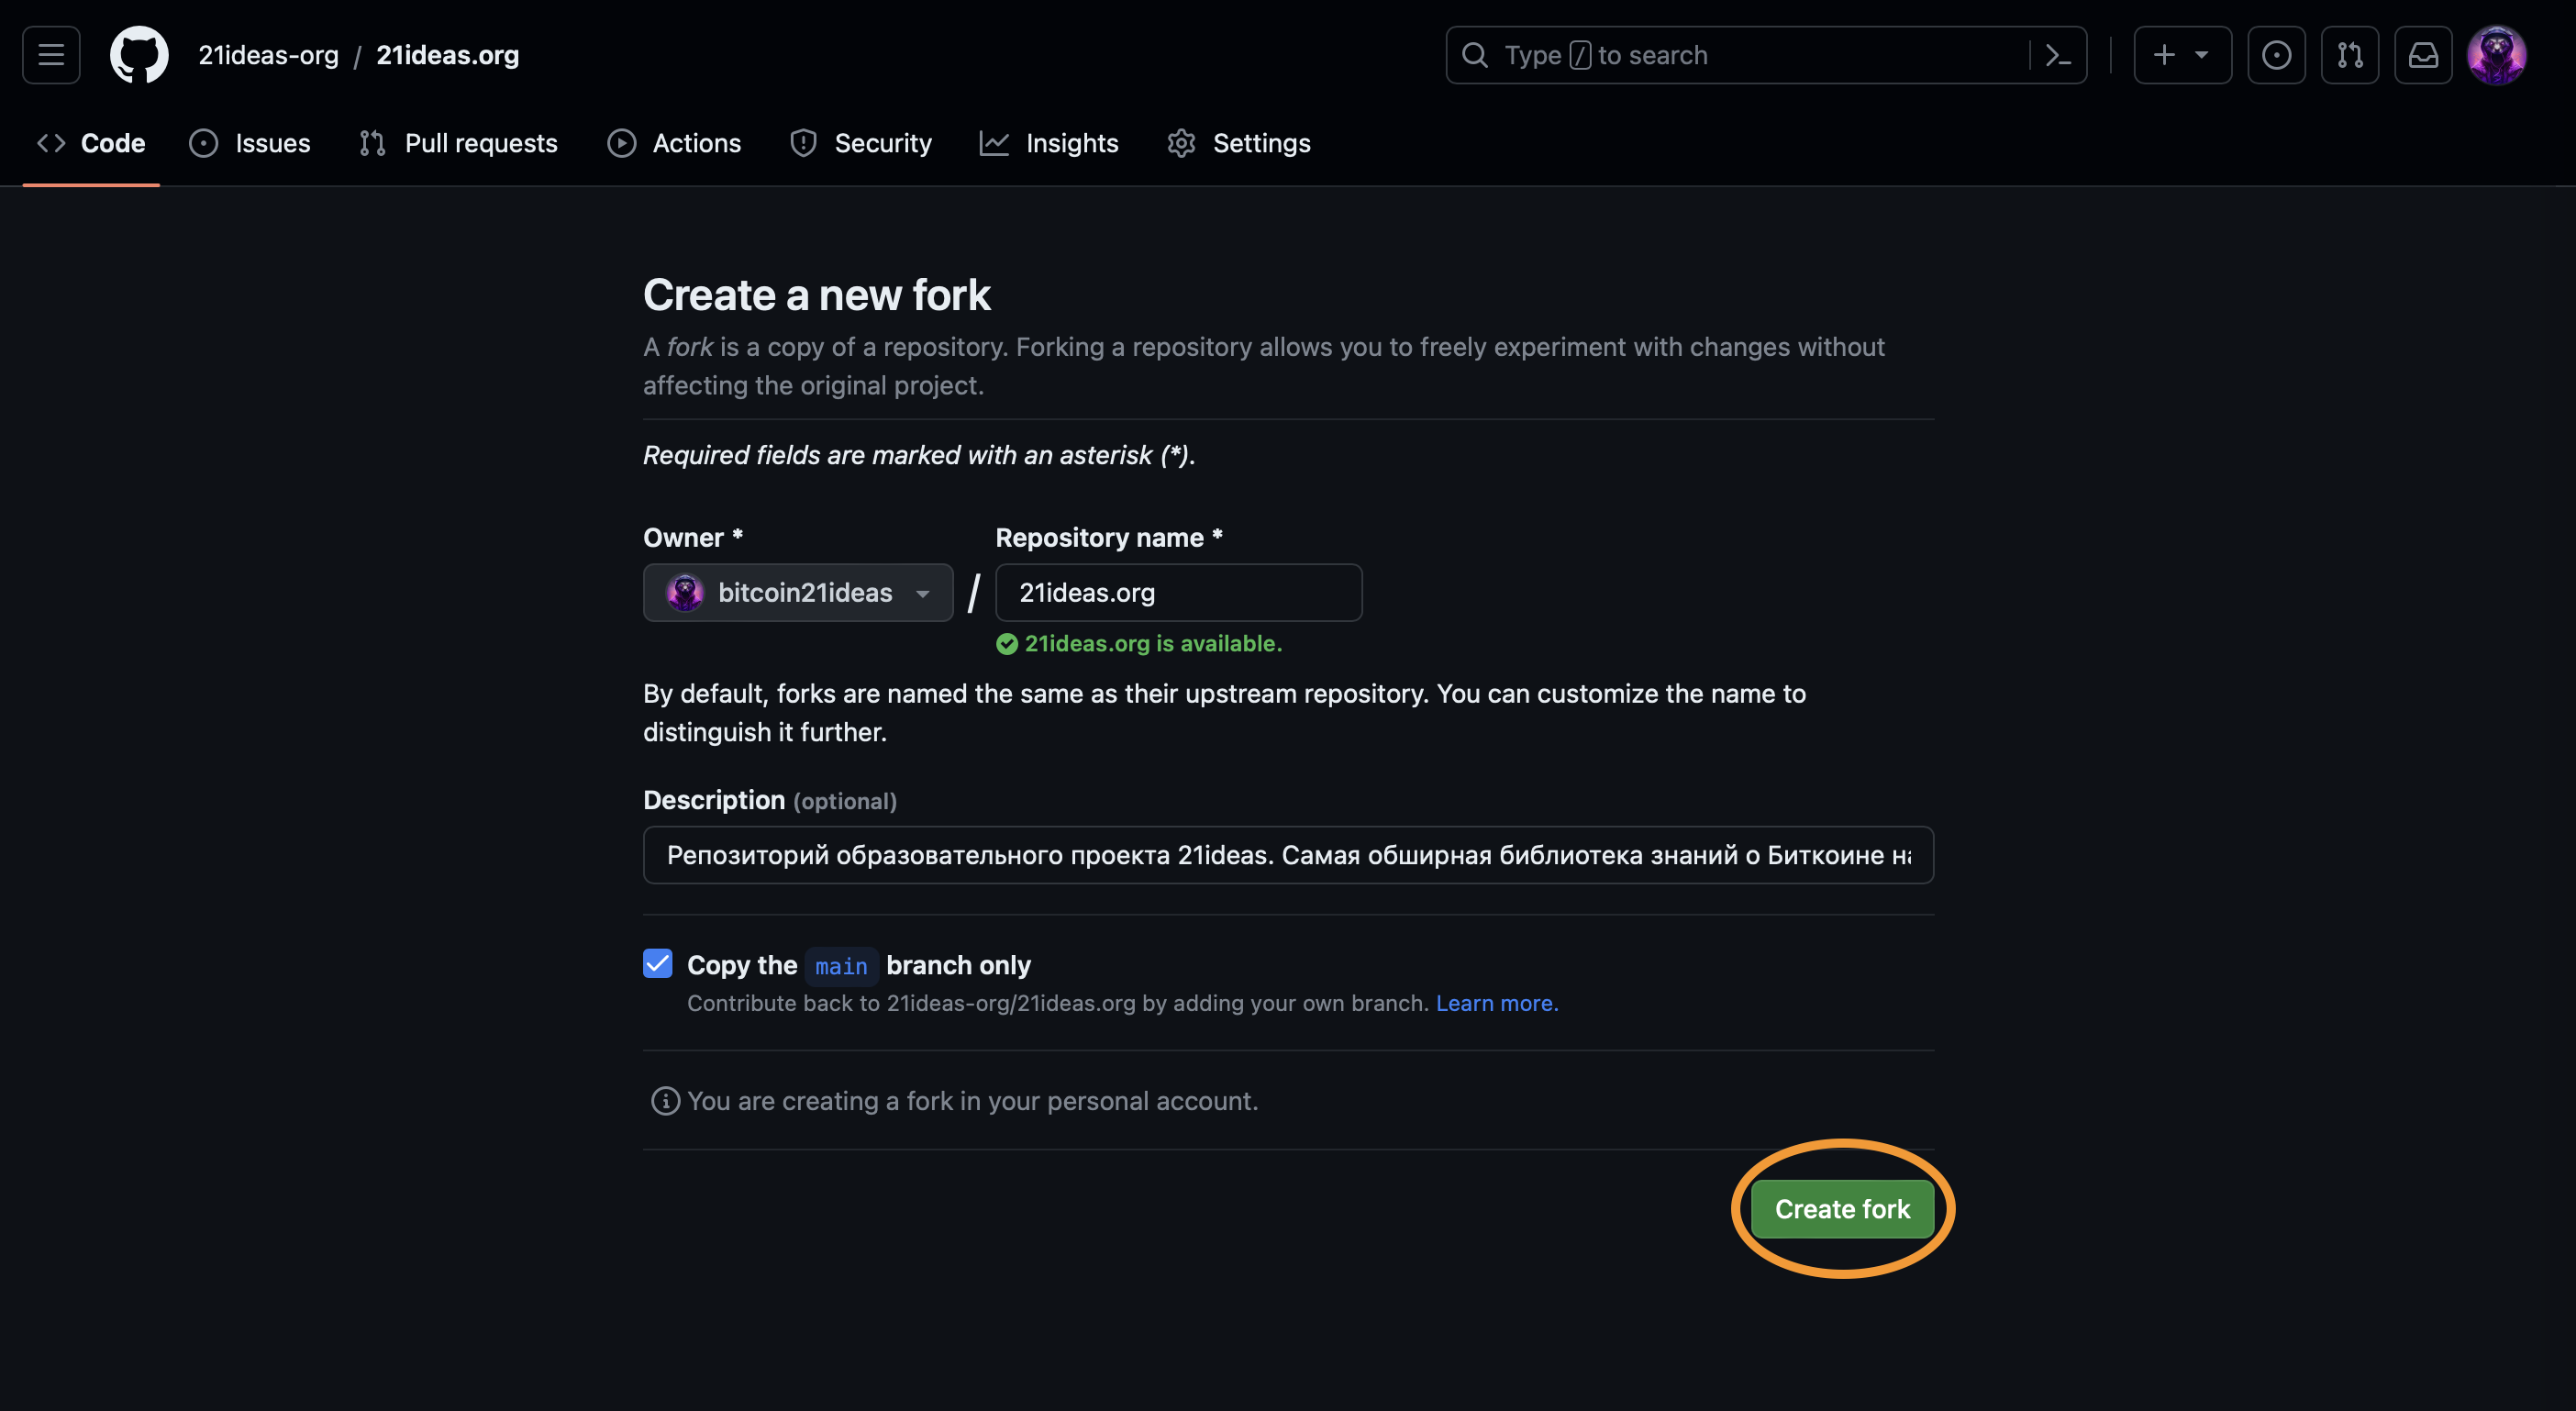 21ideas-org / 21ideas.org
Type / to search
Code Issues Pull requests Actions Security Insights Settings
Create a new fork
A fork is a copy of a repository. Forking a repository allows you to freely experiment with changes without
affecting the original project.
Required fields are marked with an asterisk (*).
Owner * Repository name *
bitcoin21ideas / 21ideas.org
21ideas.org is available.
By default, forks are named the same as their upstream repository. You can customize the name to
distinguish it further.
Description (optional)
Репозиторий образовательного проекта 21ideas. Самая обширная библиотека знаний о Биткоине на
Copy the main branch only
Contribute back to 21ideas-org/21ideas.org by adding your own branch. Learn more.
You are creating a fork in your personal account.
Create fork